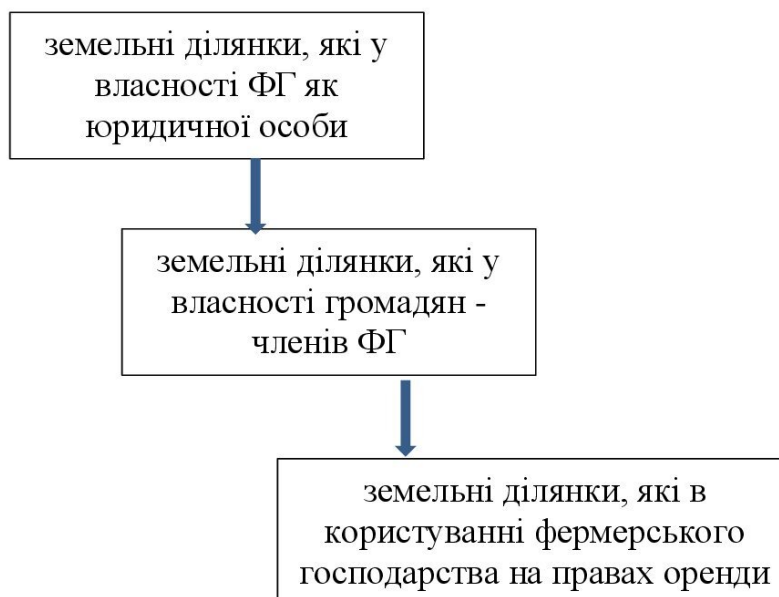 земельні ділянки, які у
власності ФГ як
юридичної особи
земельні ділянки, які у
власності громадян -
членів ФГ
земельні ділянки, які в
користуванні фермерського
господарства на правах оренди